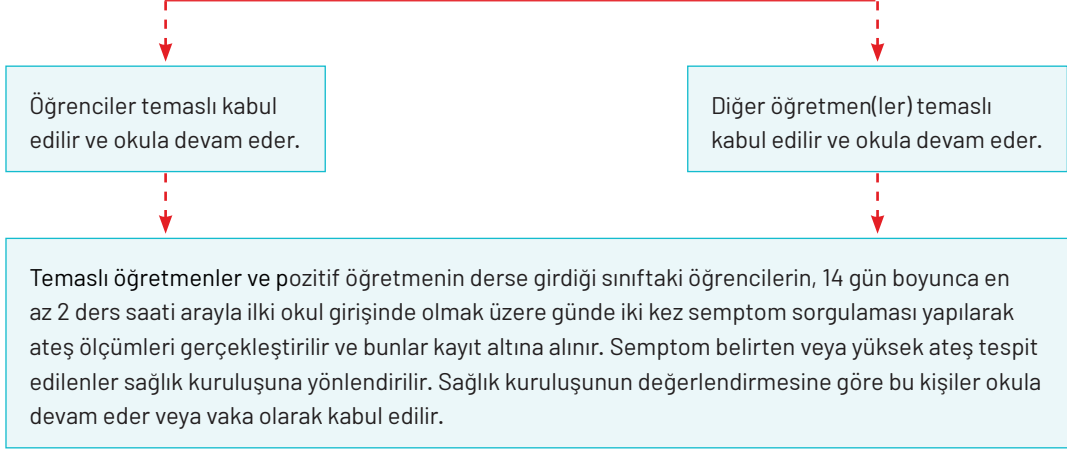 Öğrenciler temaslı kabul
edilir ve okula devam eder.
Diğer öğretmen(ler) temaslı
kabul edilir ve okula devam eder.
Temaslı öğretmenler ve pozitif öğretmenin derse girdiği sınıftaki öğrencilerin, 14 gün boyunca en
az 2 ders saati arayla ilki okul girişinde olmak üzere günde iki kez semptom sorgulaması yapılarak
ateş ölçümleri gerçekleştirilir ve bunlar kayıt altına alınır. Semptom belirten veya yüksek ateş tespit
edilenler sağlık kuruluşuna yönlendirilir. Sağlık kuruluşunun değerlendirmesine göre bu kişiler okula
devam eder veya vaka olarak kabul edilir.